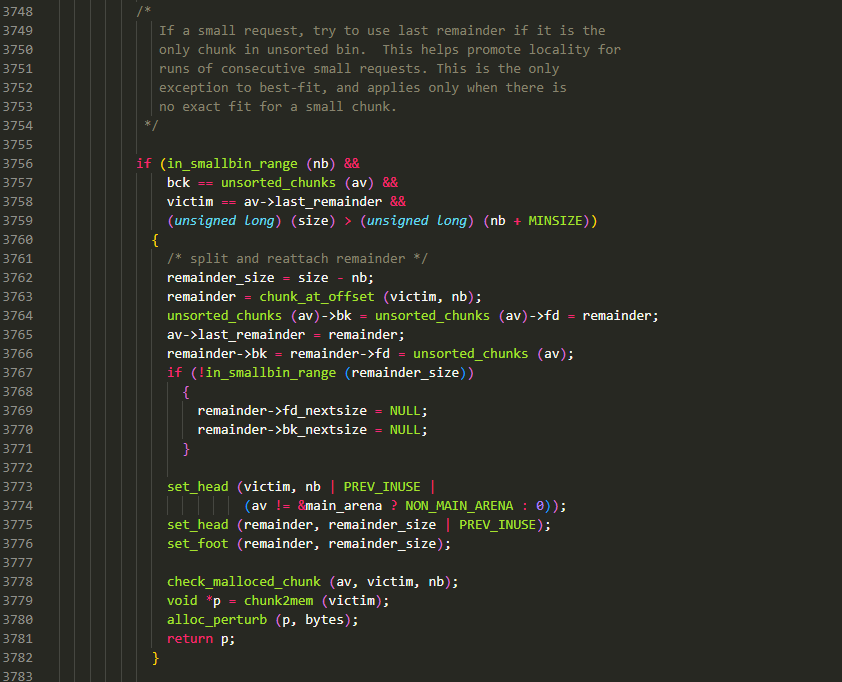 3748 /*
3749 If a small request, try to use last remainder if it is the
3750 only chunk in unsorted bin.  This helps promote locality for
3751 runs of consecutive small requests. This is the only
3752 exception to best-fit, and applies only when there is
3753 no exact fit for a small chunk.
3754 */
3755
3756 if (in_smallbin_range (nb) &&
3757 bck == unsorted_chunks (av) &&
3758 victim == av->last_remainder &&
3759 (unsigned long) (size) > (unsigned long) (nb + MINSIZE))
3760 {
3761 /* split and reattach remainder */
3762 remainder_size = size - nb;
3763 remainder = chunk_at_offset (victim, nb);
3764 unsorted_chunks (av)->bk = unsorted_chunks (av)->fd = remainder;
3765 av->last_remainder = remainder;
3766 remainder->bk = remainder->fd = unsorted_chunks (av);
3767 if (!in_smallbin_range (remainder_size))
3768 {
3769 remainder->fd_nextsize = NULL;
3770 remainder->bk_nextsize = NULL;
3771 }
3772
3773 set_head (victim, nb | PREV_INUSE |
3774 (av != &main_arena ? NON_MAIN_ARENA : 0));
3775 set_head (remainder, remainder_size | PREV_INUSE);
3776 set_foot (remainder, remainder_size);
3777
3778 check_malloced_chunk (av, victim, nb);
3779 void *p = chunk2mem (victim);
3780 alloc_perturb (p, bytes);
3781 return p;
3782 }
3783